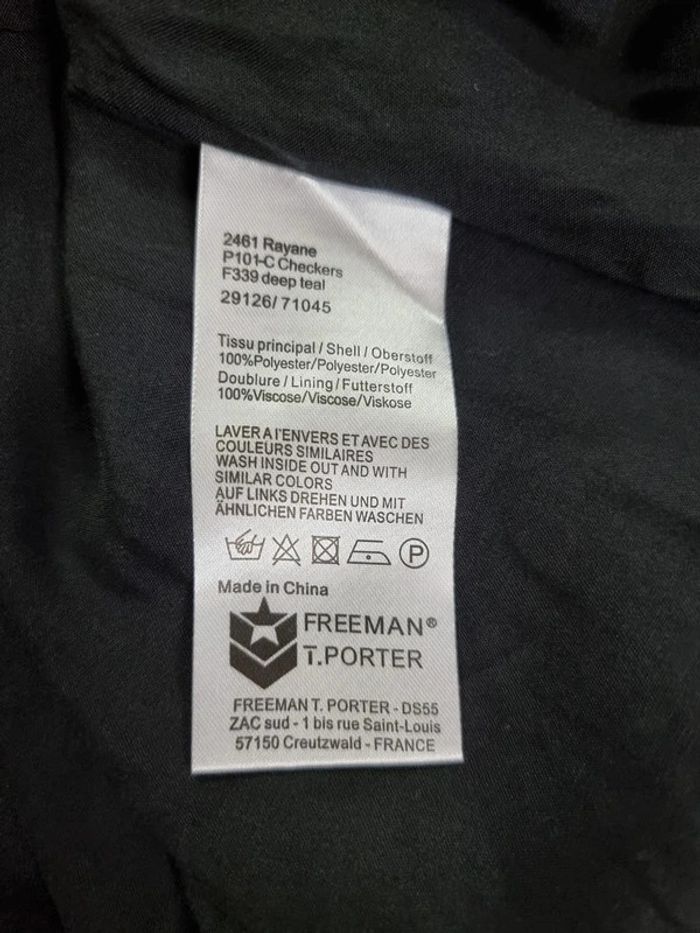 2461 Rayane
P101-C Checkers
F339 deep teal
29126/71045
Tissu principal/Shell/Oberstoff
100%Polyester/Polyester/Polyester
Doublure/Lining/Futterstoff
100%Viscose/Viscose/Viskose
LAVER A l'ENVERS ET AVEC DES
COULEURS SIMILAIRES
WASH INSIDE OUT AND WITH
SIMILAR COLORS
AUF LINKS DREHEN UND MIT
ÄHNLICHEN FARBEN WASCHEN
P
Made in China
FREEMAN®
T.PORTER
FREEMAN T. PORTER - DS55
ZAC sud - 1 bis rue Saint-Louis
57150 Creutzwald - FRANCE